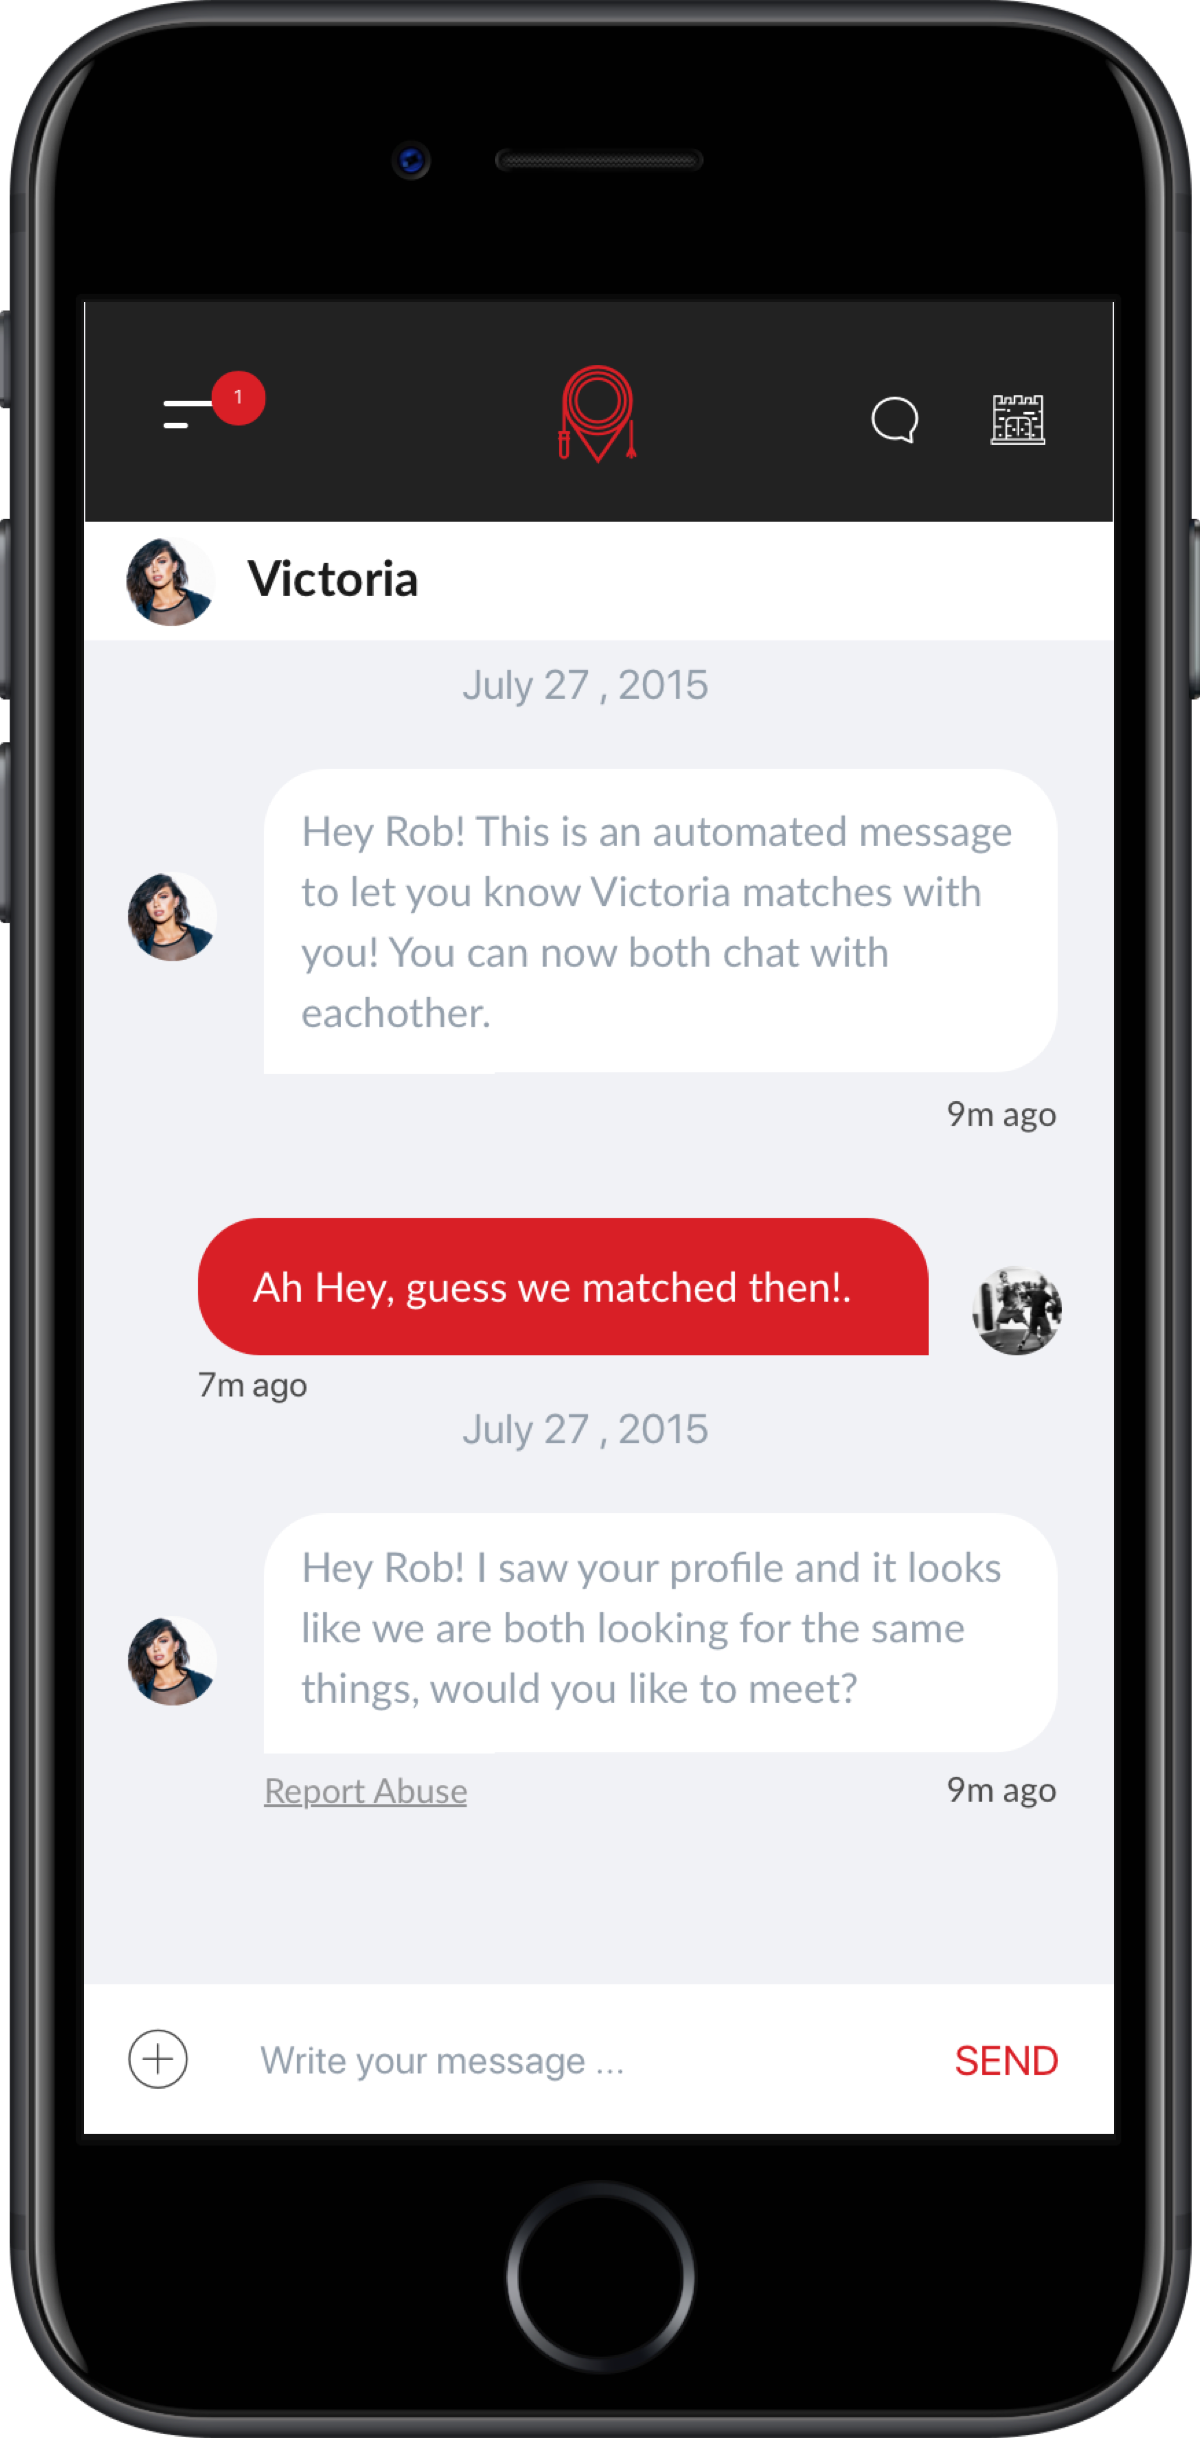 1
Victoria
July 27 , 2015
Hey Rob! This is an automated message
to let you know Victoria matches with
you! You can now both chat with
eachother.
9m ago
Ah Hey, guess we matched then!.
7m ago
July 27 , 2015
Hey Rob! I saw your profile and it looks
like we are both looking for the same
things, would you like to meet?
Report Abuse
9m ago
Write your message ...
SEND